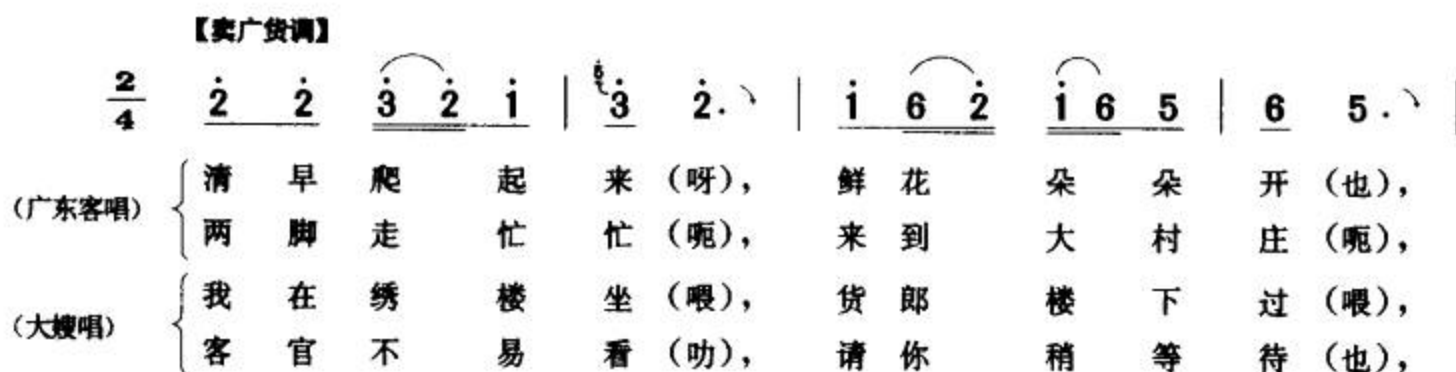 【卖广货调】
2/4 2̇ 2̇ 3̇ 2̇ 1̇ | 3̇ 2̇. | 1̇ 6 2̇ 1̇ 6 5 | 6 5. |
(广东客唱)
清 早 爬 起 来 (呀), 鲜 花 朵 朵 开 (也),
两 脚 走 忙 忙 (呃), 来 到 大 村 庄 (呃),
(大嫂唱)
我 在 绣 楼 坐 (喂), 货 郎 楼 下 过 (喂),
客 官 不 易 看 (叻), 请 你 稍 等 待 (也),